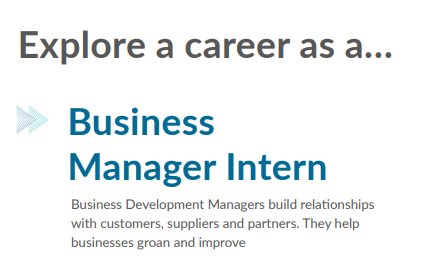 Explore a career as a...
Business
Manager Intern
Business Development Managers build relationships
with customers, suppliers and partners. They help
businesses groan and improve